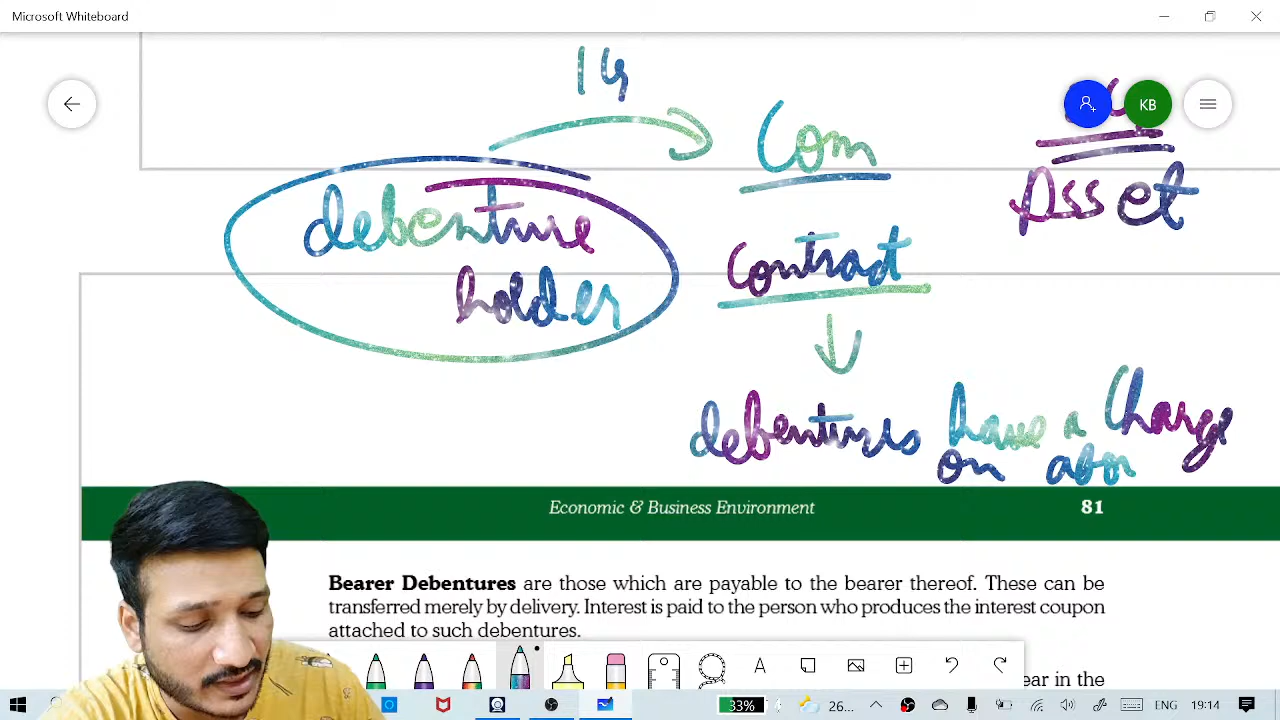 Microsoft Whiteboard
KB
Com
Asset
debenture
holder
contract
debentures have a Charge
on
Economic & Business Environment 81
Bearer Debentures are those which are payable to the bearer thereof. These can be
transferred merely by delivery. Interest is paid to the person who produces the interest coupon
attached to such debentures.
ear in the
33%
26...
ENG
19:14